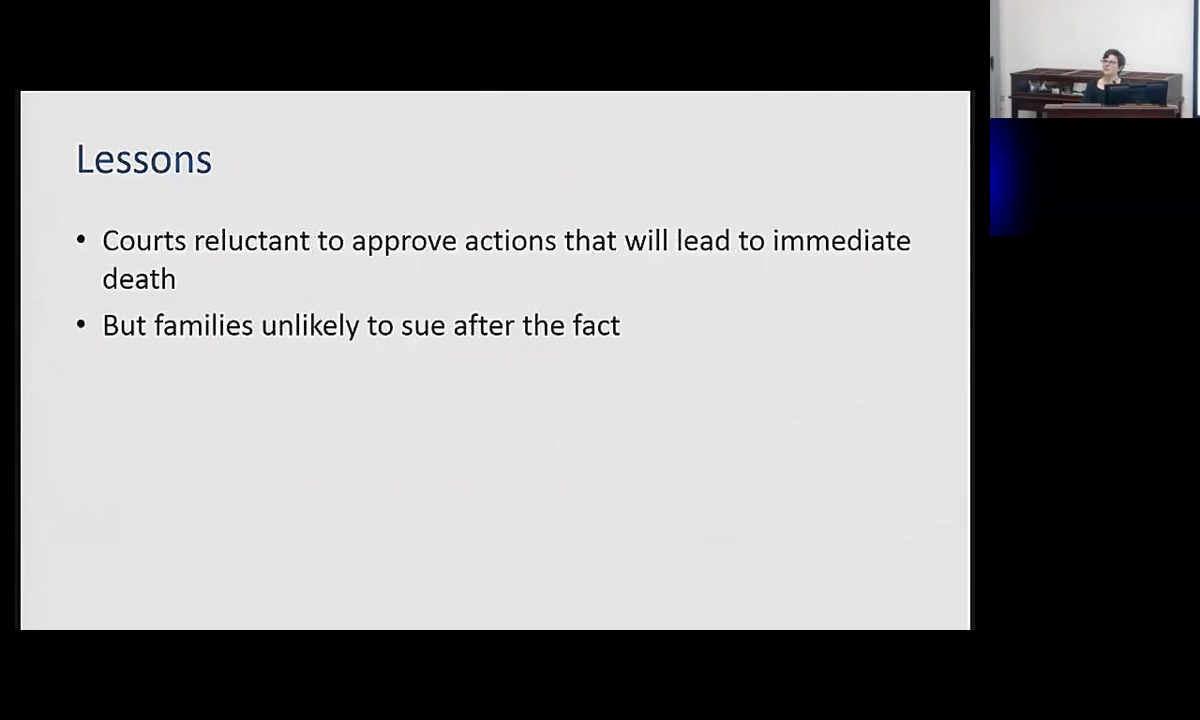 Lessons
• Courts reluctant to approve actions that will lead to immediate
death
• But families unlikely to sue after the fact